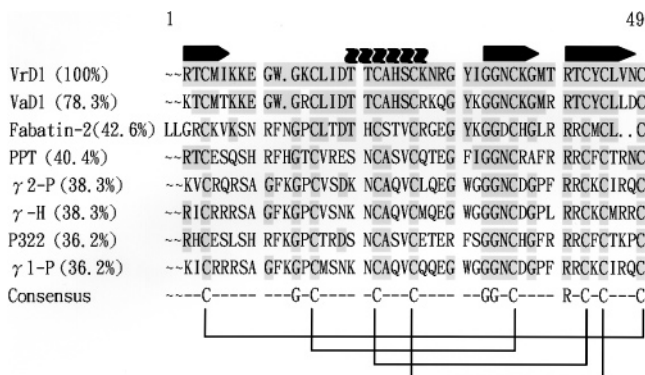 1 49
VrD1 (100%) ~~RTCMIKKE GW.GKCLIDT TCAHSCKNRG YIGGNCKGMT RTCYCLVNC
VaD1 (78.3%) ~~KTCMTKKE GW.GRCLIDT TCAHSCRKQG YKGGNCKGMR RTCYCLLDC
Fabatin-2(42.6%) LLGRCKVKSN RFNGPCLTDT HCSTVCRGEG YKGGDCHGLR RRCMCL..C
PPT (40.4%) ~~RTCESQSH RFHGTCVRES NCASVCQTEG FIGGNCRAFR RRCFCTRNC
γ2-P (38.3%) ~~KVCRQRSA GFKGPCVSDK NCAQVCLQEG WGGGNCDGPF RRCKCIRQC
γ-H (38.3%) ~~RICRRRSA GFKGPCVSNK NCAQVCMQEG WGGGNCDGPL RRCKCMRRC
P322 (36.2%) ~~RHCESLSH RFKGPCTRDS NCASVCETER FSGGNCHGFR RRCFCTKPC
γ1-P (36.2%) ~~KICRRRSA GFKGPCMSNK NCAQVCQQEG WGGGNCDGPF RRCKCIRQC
Consensus ~~--C----- ---G-C---- -C---C---- --GG-C---- R-C-C---C